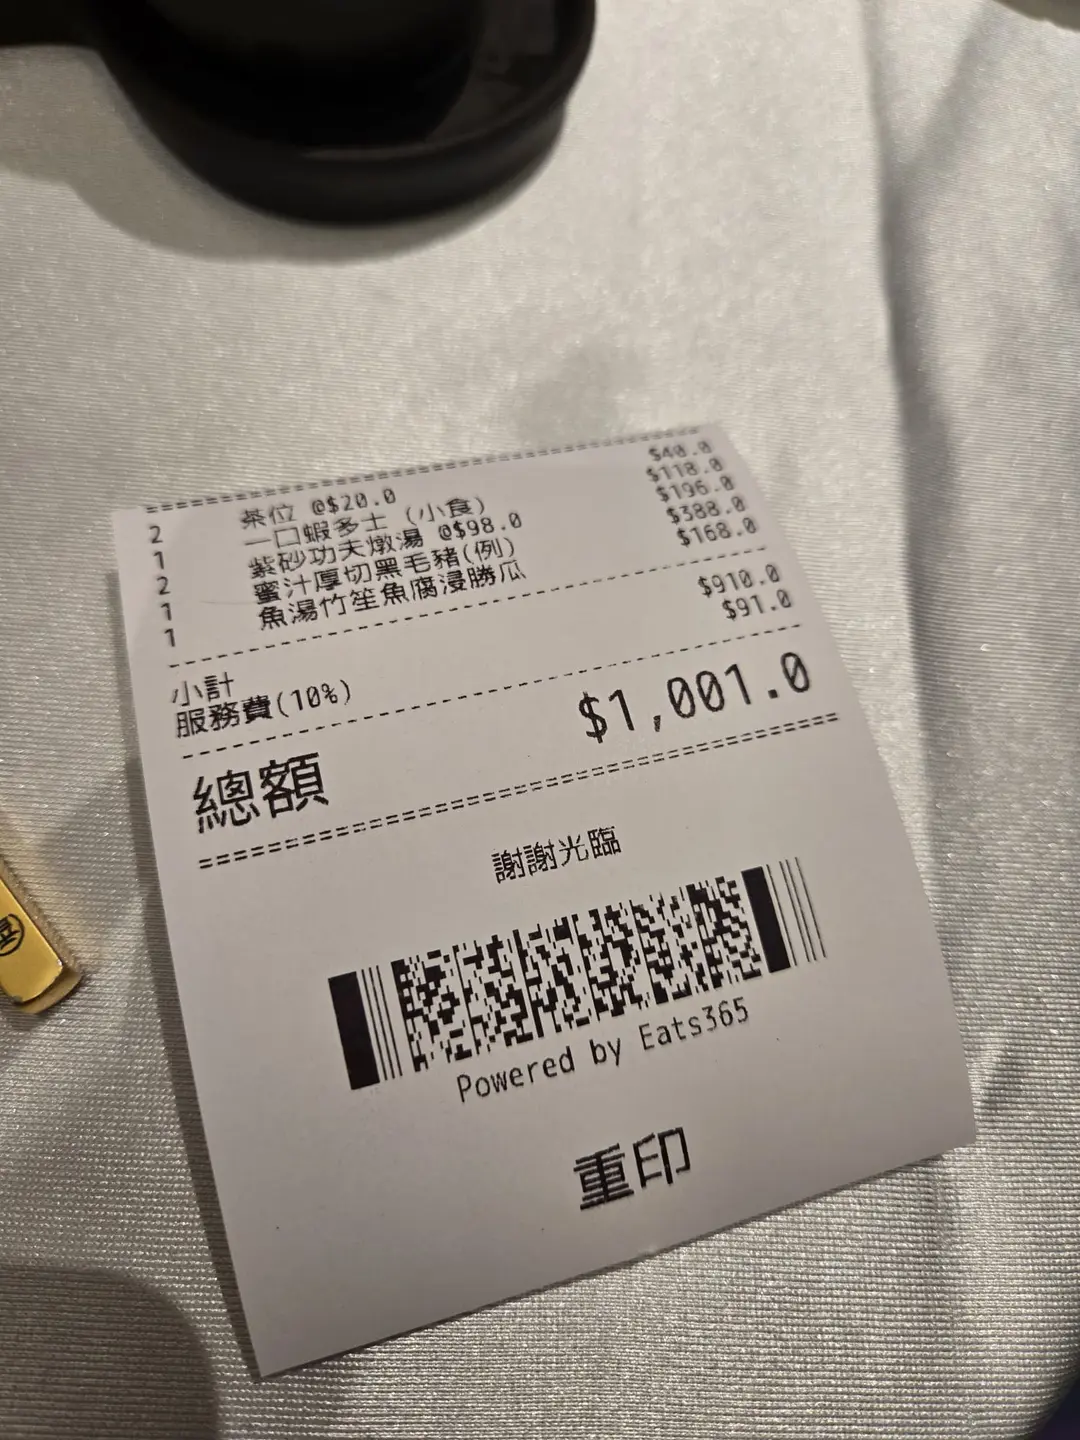 2 茶位 @$20.0 $40.0
1 一口蝦多士 (小食) $118.0
2 紫砂功夫燉湯 @$98.0 $196.0
1 蜜汁厚切黑毛豬(例) $388.0
1 魚湯竹笙魚腐浸勝瓜 $168.0
小計 $910.0
服務費(10%) $91.0
總額 $1,001.0
謝謝光臨
Powered by Eats365
重印